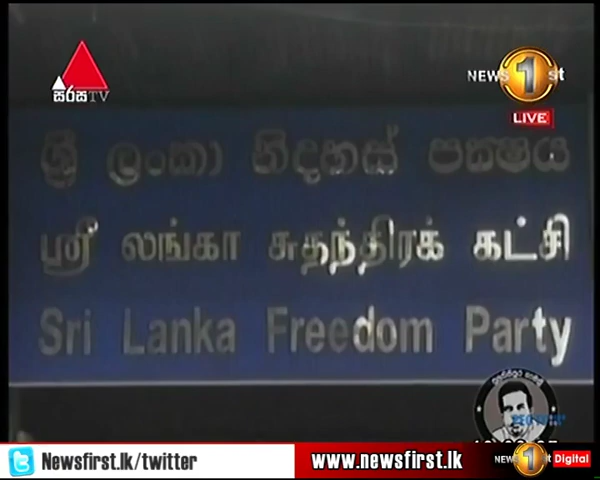 සිරස TV
NEWS 1st
LIVE
ශ්‍රී ලංකා නිදහස් පක්ෂය
ஸ்ரீ லங்கா சுதந்திரக் கட்சி
Sri Lanka Freedom Party
Newsfirst.lk/twitter
www.newsfirst.lk
NEWS 1st Digital